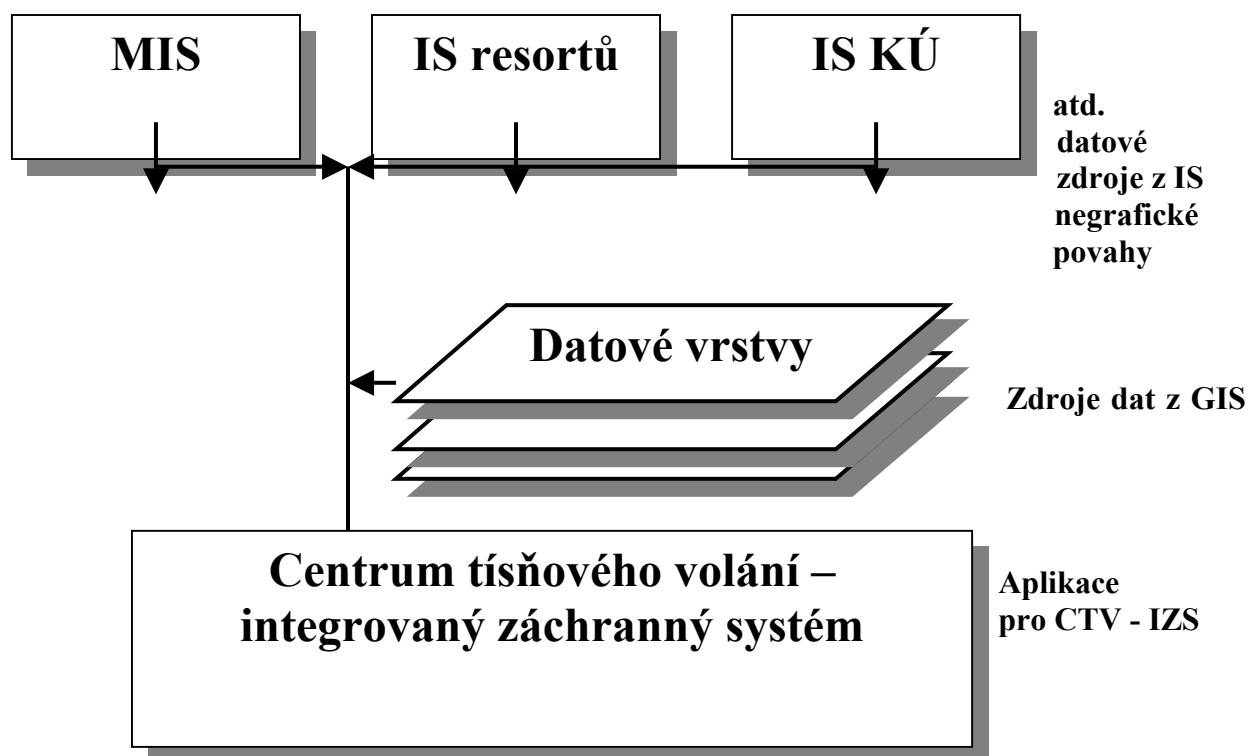 MIS
IS resortů
IS KÚ
atd.
datové
zdroje z IS
negrafické
povahy
Datové vrstvy
Zdroje dat z GIS
Centrum tísňového volání –
integrovaný záchranný systém
Aplikace
pro CTV - IZS